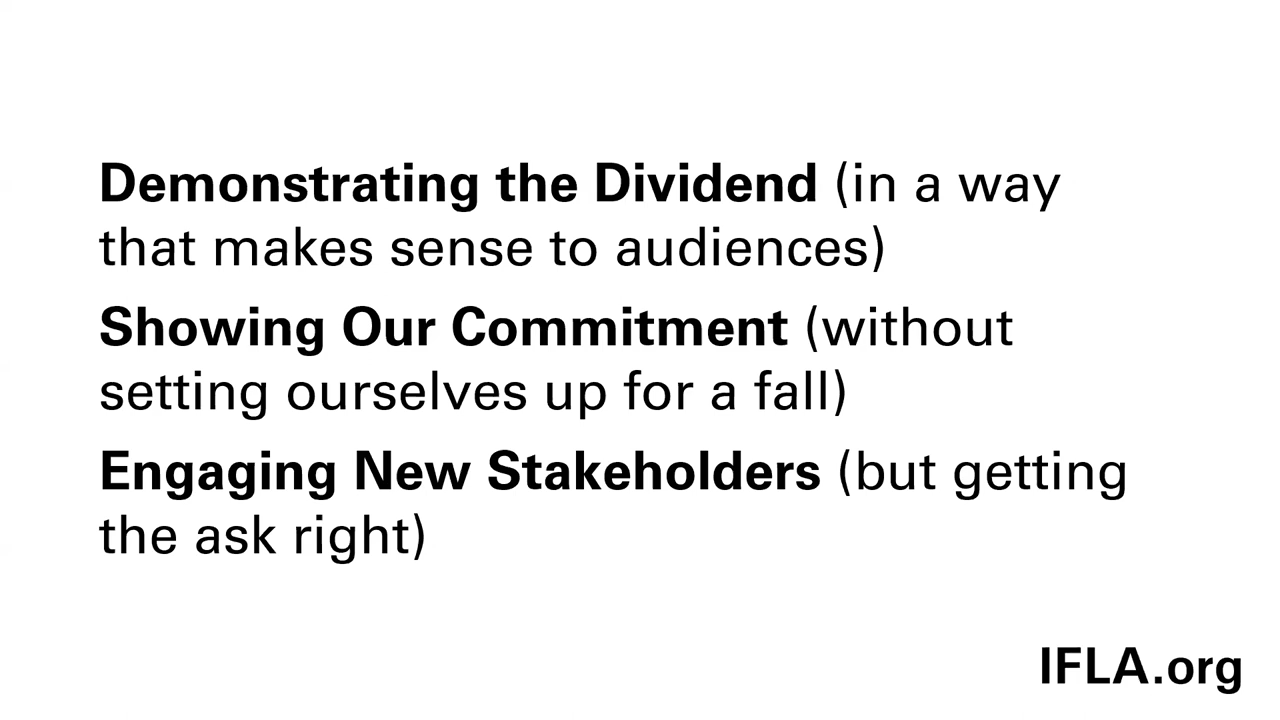 Demonstrating the Dividend (in a way
that makes sense to audiences)
Showing Our Commitment (without
setting ourselves up for a fall)
Engaging New Stakeholders (but getting
the ask right)
IFLA.org